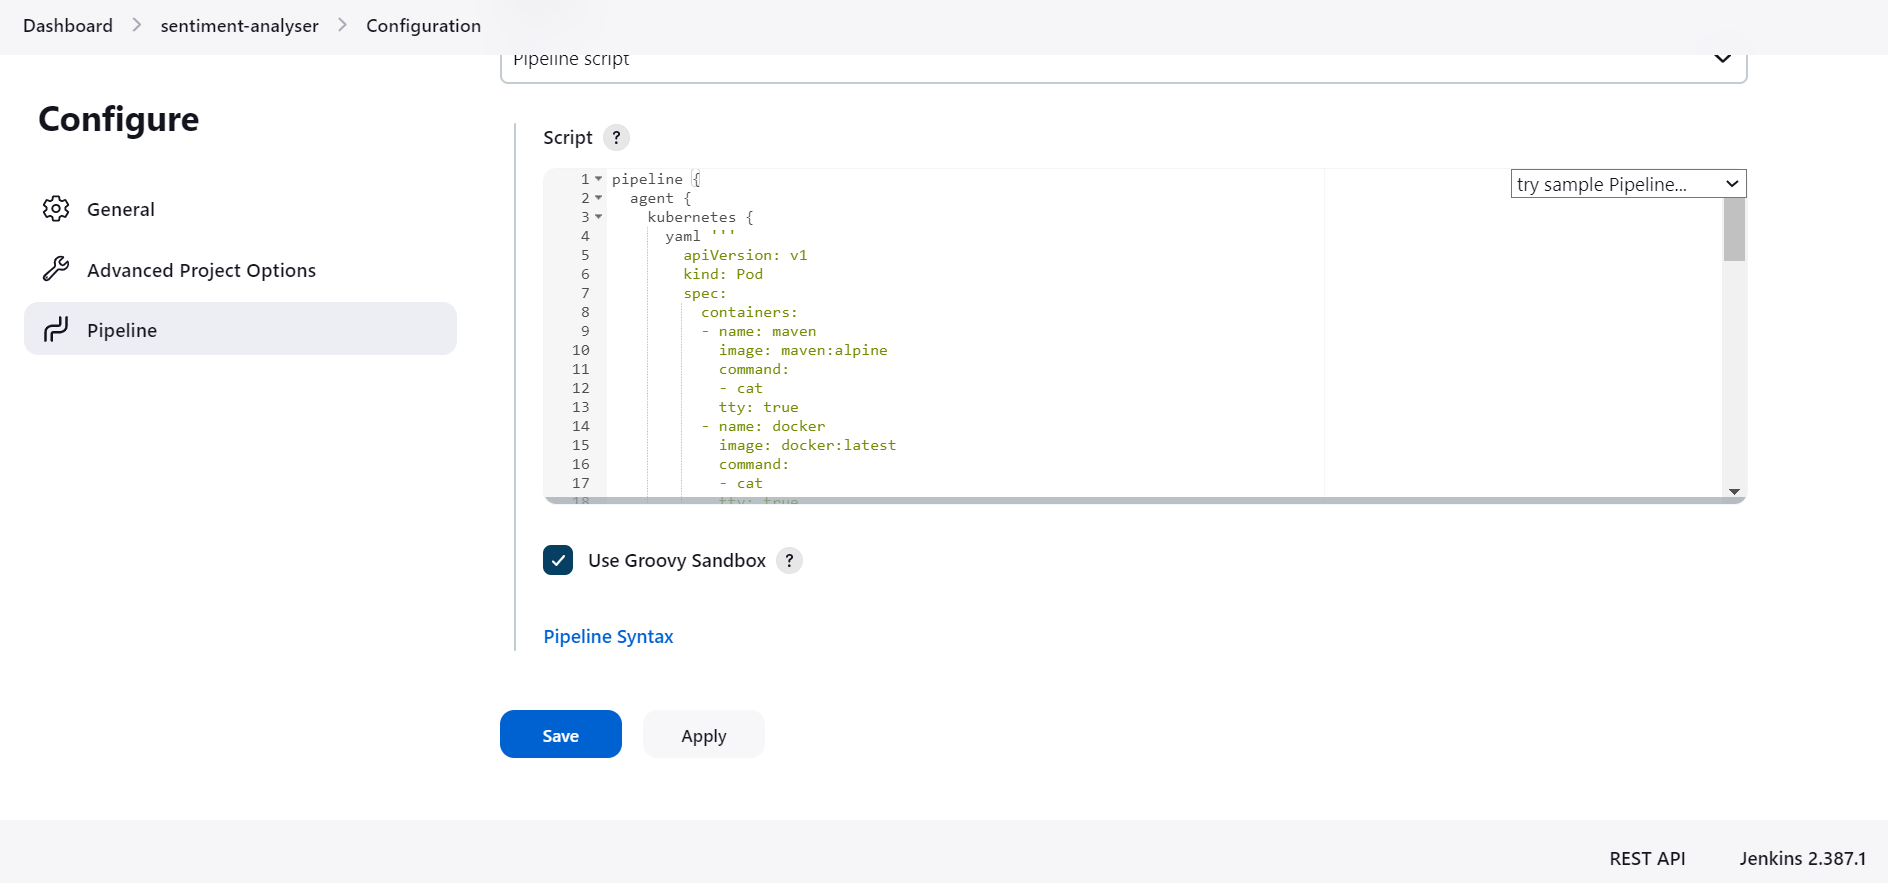 Dashboard > sentiment-analyser > Configuration
Pipeline script
Configure
General
Advanced Project Options
Pipeline
Script ?
try sample Pipeline...
1 pipeline {
2 agent {
3 kubernetes {
4 yaml '''
5 apiVersion: v1
6 kind: Pod
7 spec:
8 containers:
9 - name: maven
10 image: maven:alpine
11 command:
12 - cat
13 tty: true
14 - name: docker
15 image: docker:latest
16 command:
17 - cat
18 tty: true
Use Groovy Sandbox ?
Pipeline Syntax
Save
Apply
REST API
Jenkins 2.387.1